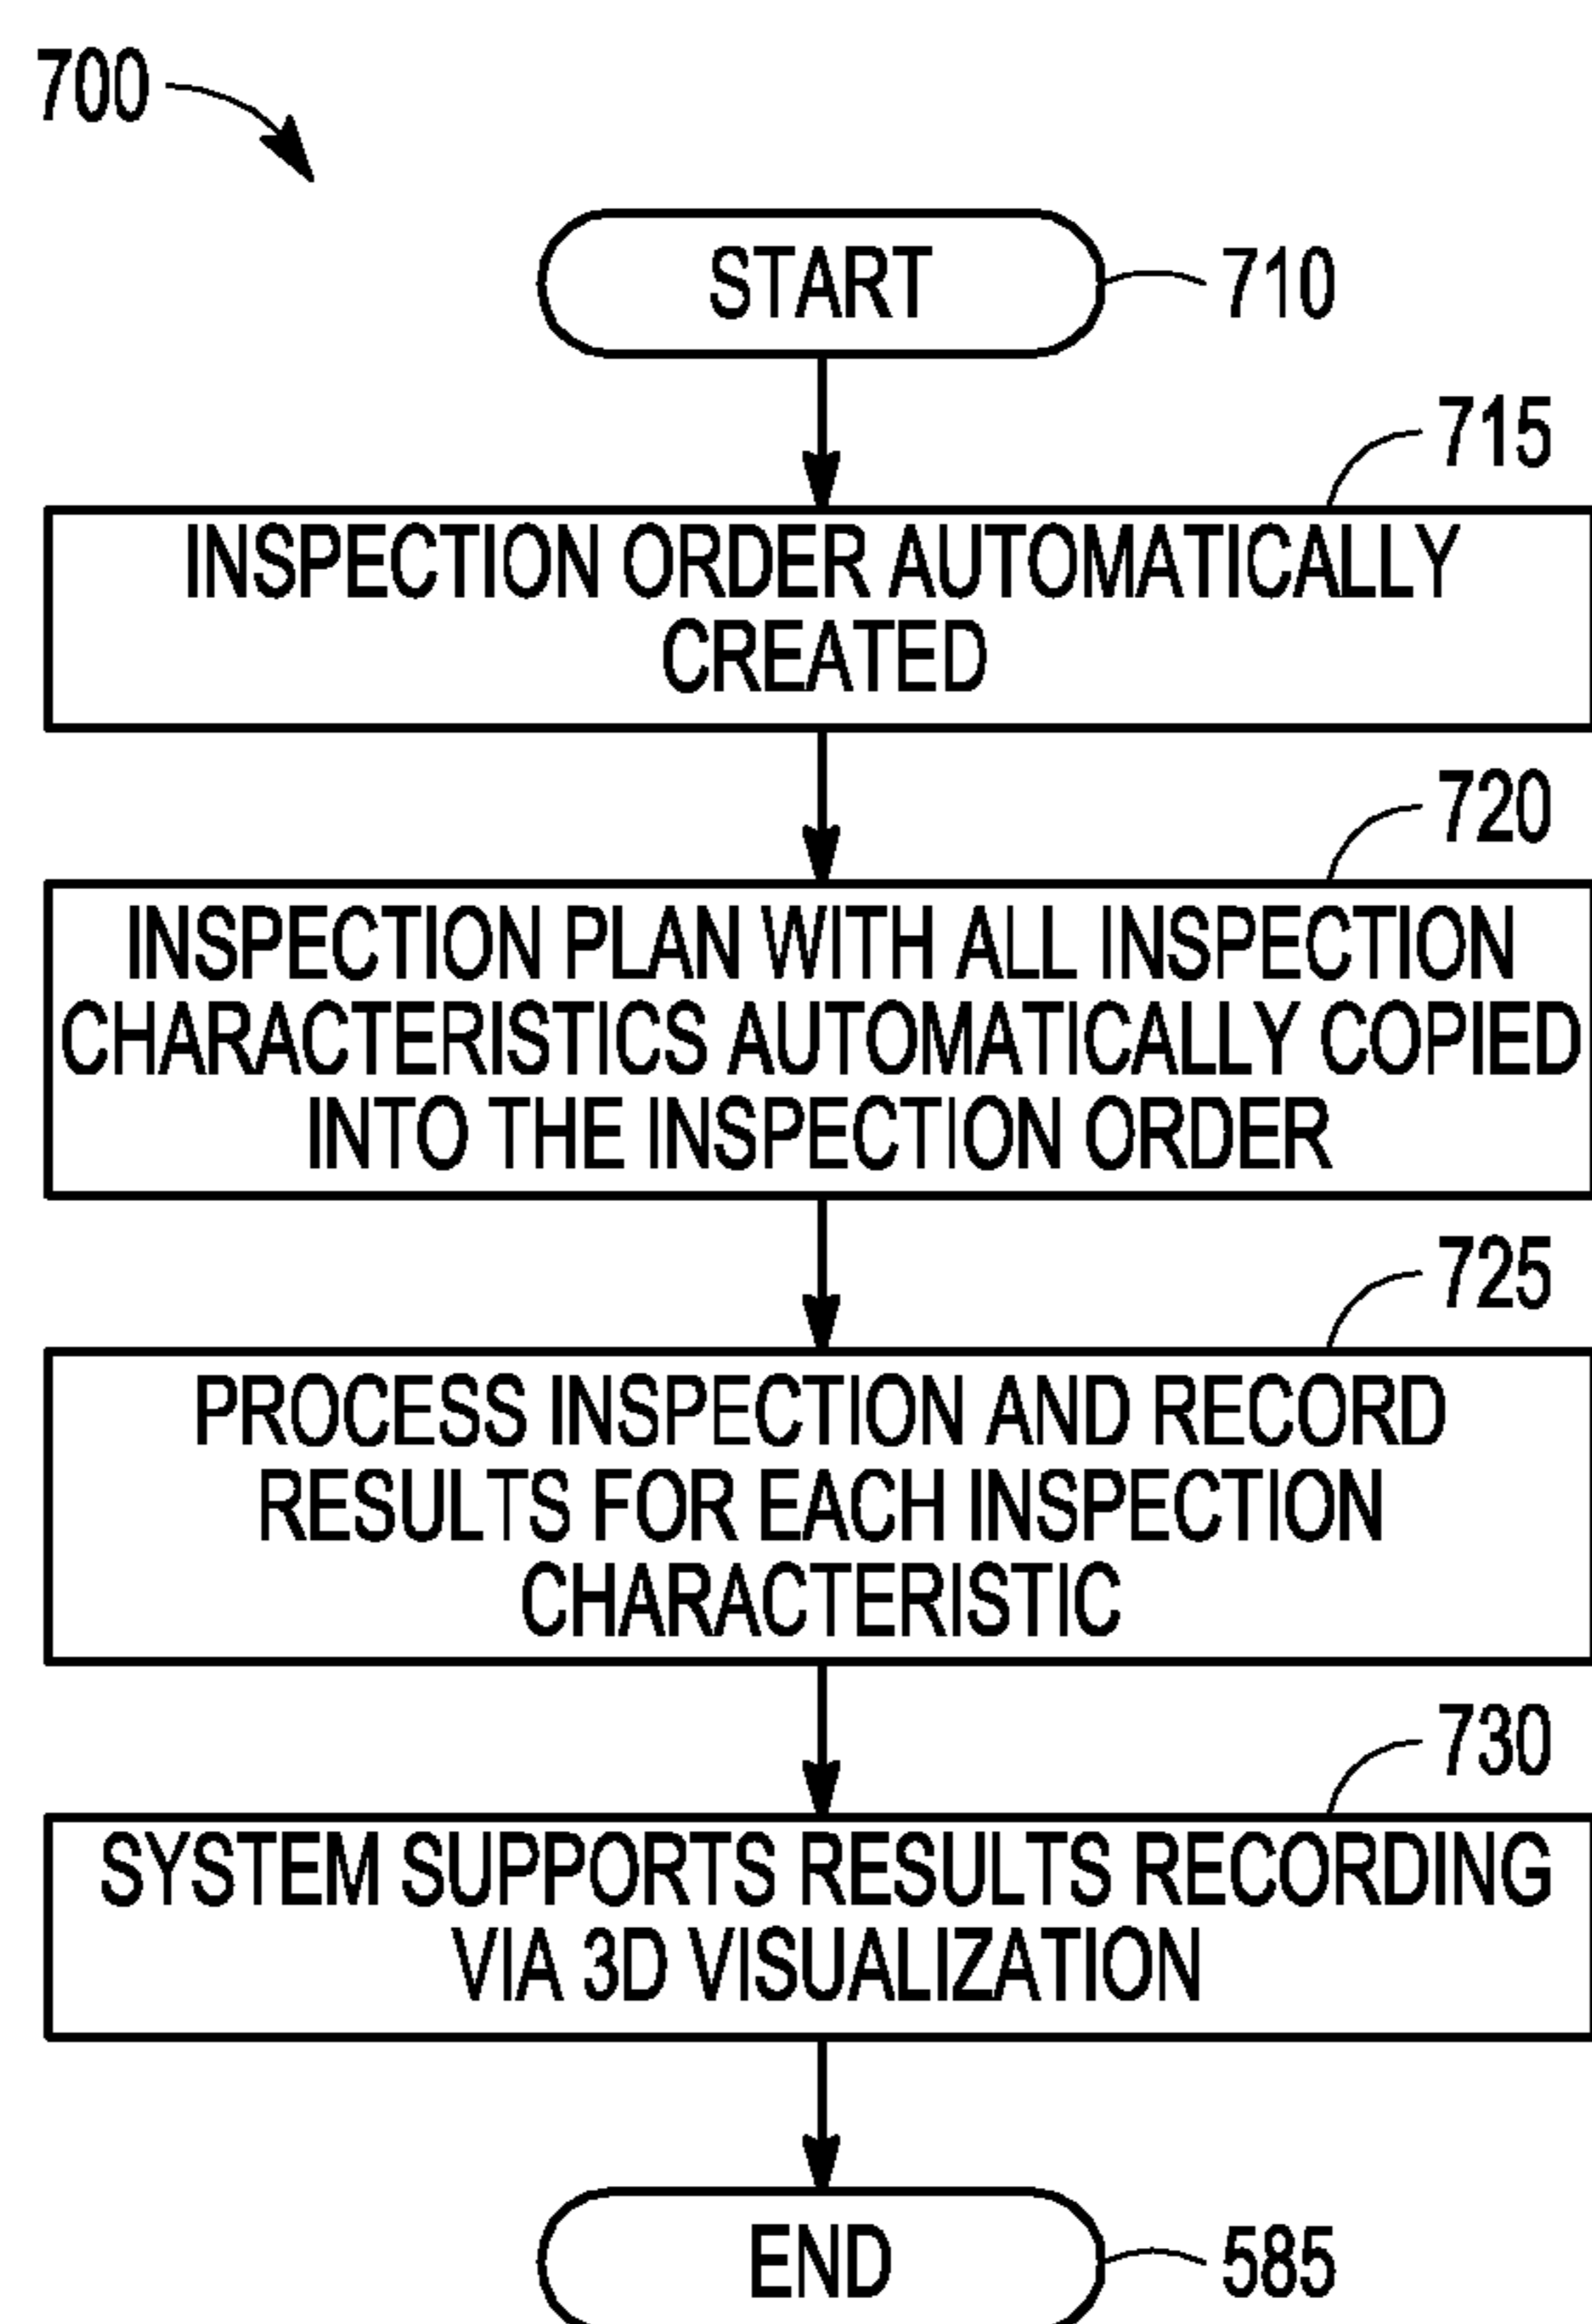 700
START
710
715
INSPECTION ORDER AUTOMATICALLY
CREATED
720
INSPECTION PLAN WITH ALL INSPECTION
CHARACTERISTICS AUTOMATICALLY COPIED
INTO THE INSPECTION ORDER
725
PROCESS INSPECTION AND RECORD
RESULTS FOR EACH INSPECTION
CHARACTERISTIC
730
SYSTEM SUPPORTS RESULTS RECORDING
VIA 3D VISUALIZATION
END
585